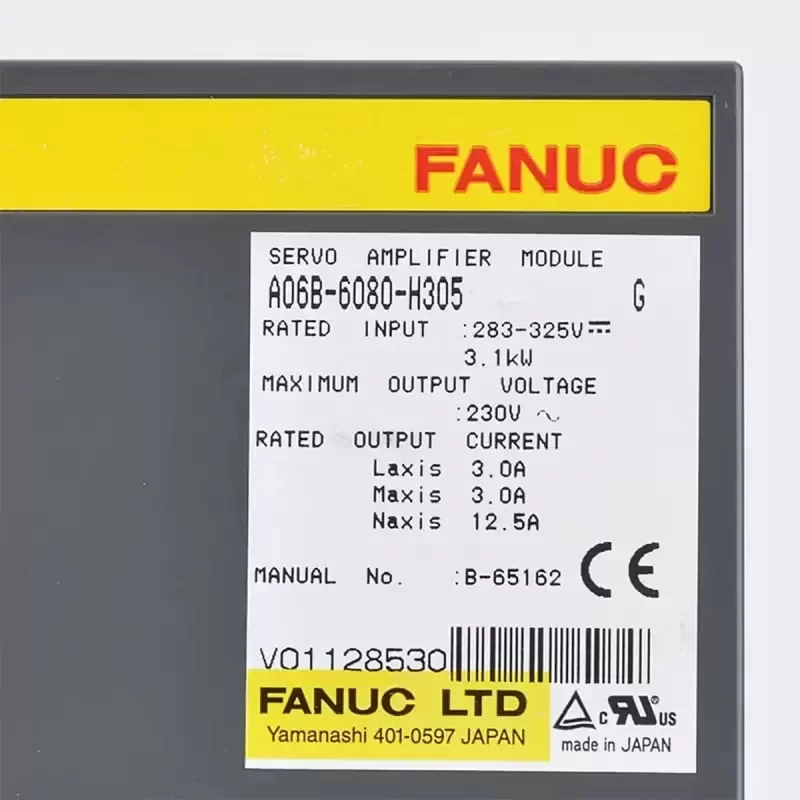 FANUC
SERVO AMPLIFIER MODULE
A06B-6080-H305 G
RATED INPUT :283-325V⎓
3.1kW
MAXIMUM OUTPUT VOLTAGE
:230V ∿
RATED OUTPUT CURRENT
Laxis 3.0A
Maxis 3.0A
Naxis 12.5A
MANUAL No. :B-65162 CE
V01128530
FANUC LTD
Yamanashi 401-0597 JAPAN
c RU® US
made in JAPAN